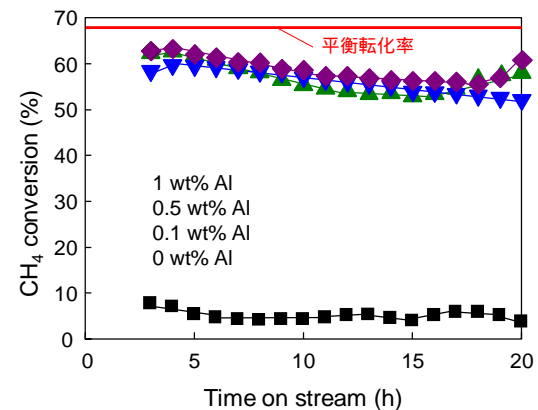 70
60
50
40
30
20
10
0
CH₄ conversion (%)
平衡転化率
1 wt% Al
0.5 wt% Al
0.1 wt% Al
0 wt% Al
0 5 10 15 20
Time on stream (h)